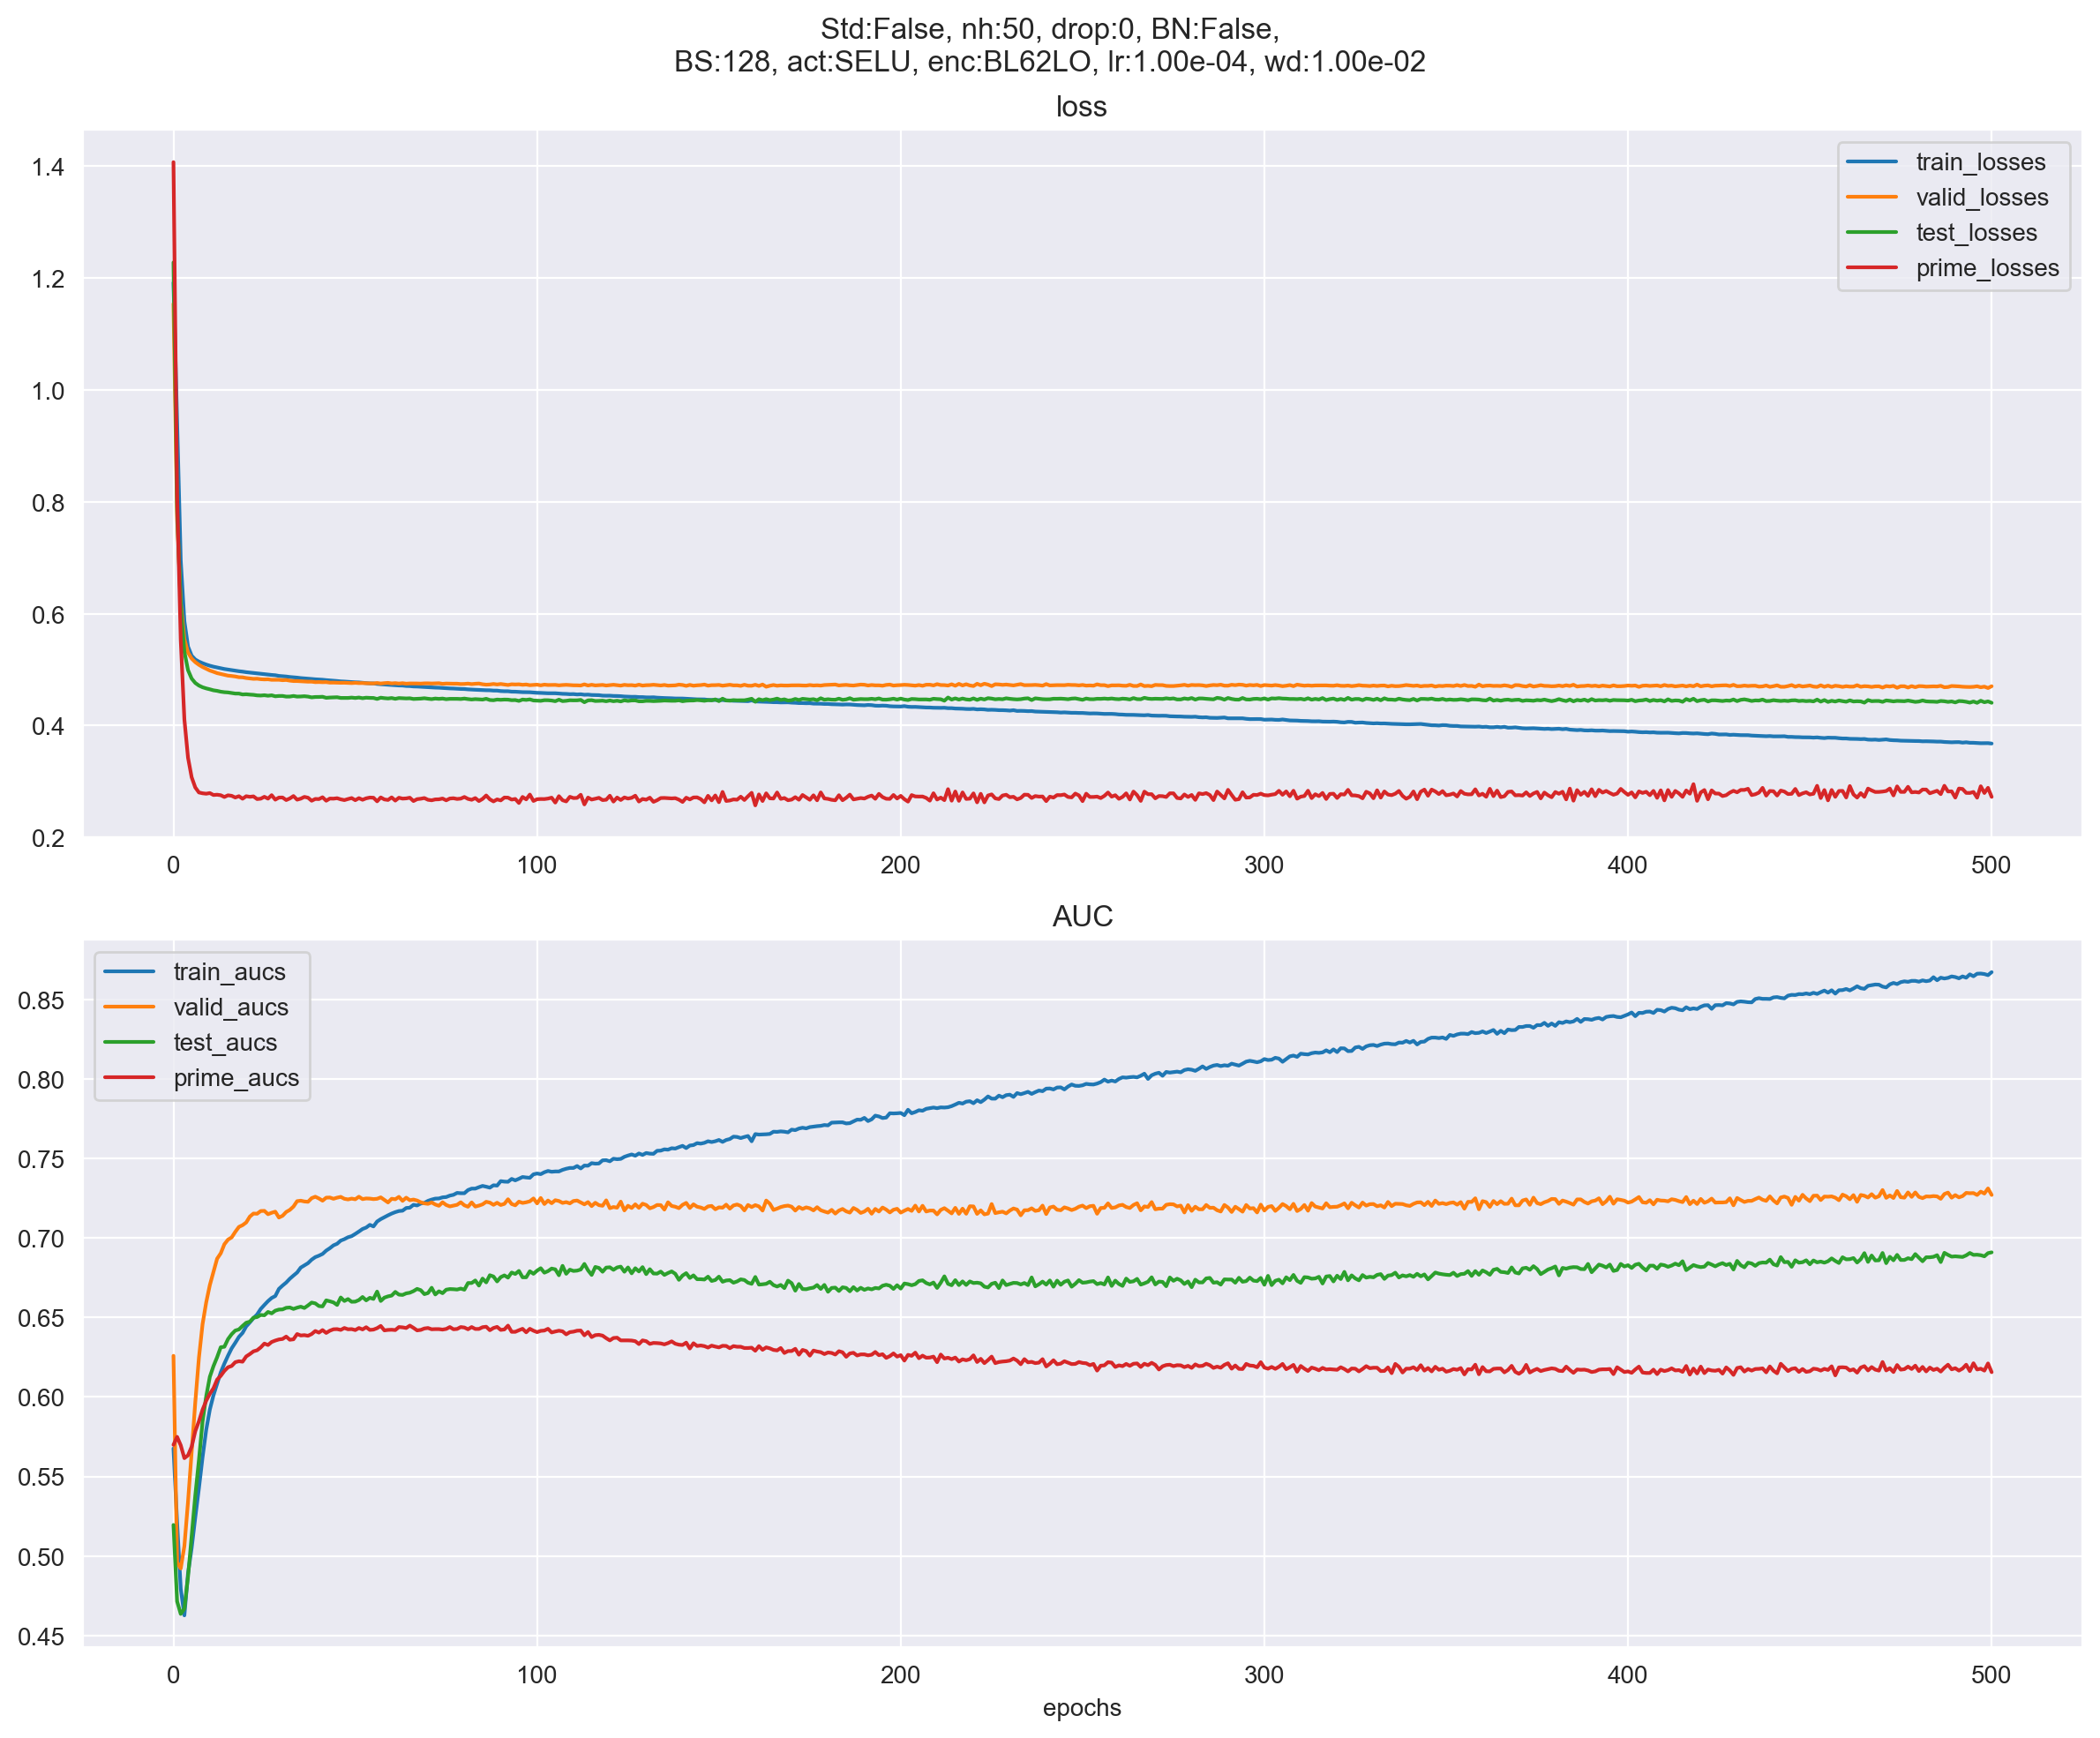 Std:False, nh:50, drop:0, BN:False,
BS:128, act:SELU, enc:BL62LO, lr:1.00e-04, wd:1.00e-02
loss
1.4
1.2
1.0
0.8
0.6
0.4
0.2
train_losses
valid_losses
test_losses
prime_losses
0 100 200 300 400 500
AUC
train_aucs
valid_aucs
test_aucs
prime_aucs
0.85
0.80
0.75
0.70
0.65
0.60
0.55
0.50
0.45
0 100 200 300 400 500
epochs